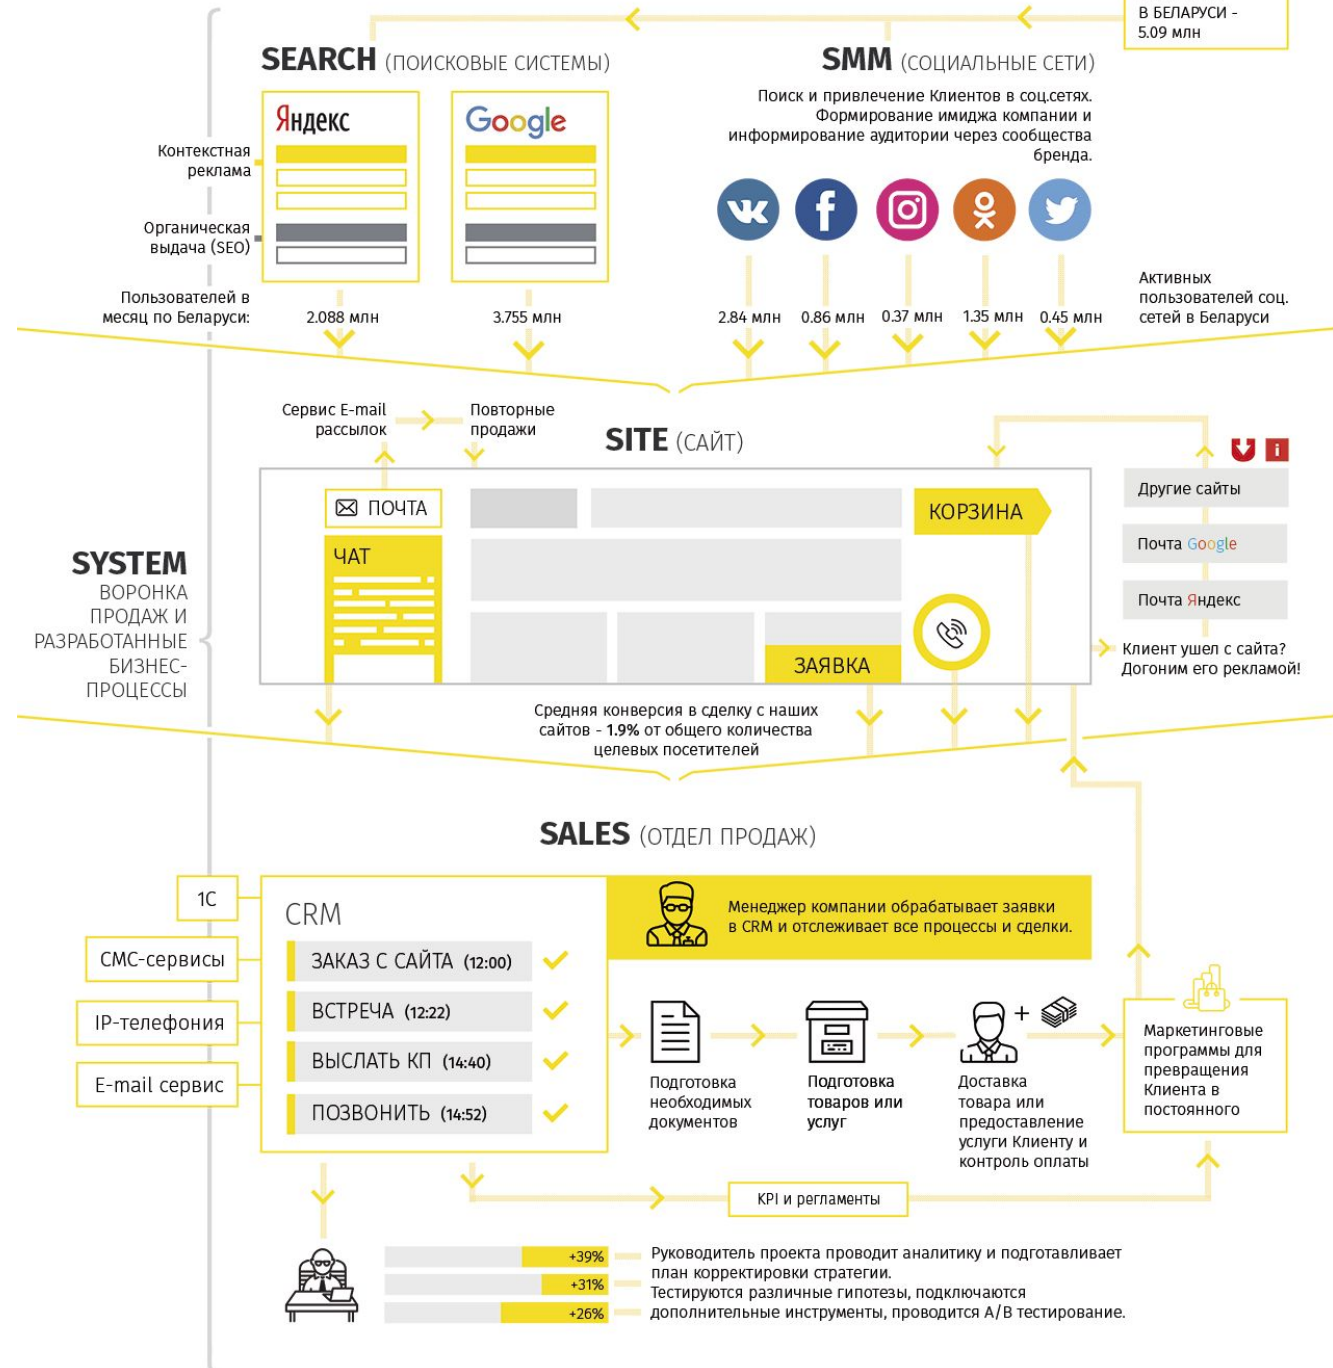 В БЕЛАРУСИ -
5.09 млн
SEARCH (ПОИСКОВЫЕ СИСТЕМЫ)
SMM (СОЦИАЛЬНЫЕ СЕТИ)
Поиск и привлечение Клиентов в соц.сетях.
Формирование имиджа компании и
информирование аудитории через сообщества
бренда.
Яндекс
Google
Контекстная
реклама
Органическая
выдача (SEO)
Пользователей в
месяц по Беларуси:
2.088 млн
3.755 млн
2.84 млн
0.86 млн
0.37 млн
1.35 млн
0.45 млн
Активных
пользователей соц.
сетей в Беларуси
Сервис E-mail
рассылок
Повторные
продажи
SITE (САЙТ)
ПОЧТА
ЧАТ
КОРЗИНА
ЗАЯВКА
Другие сайты
Почта Google
Почта Яндекс
Клиент ушел с сайта?
Догоним его рекламой!
SYSTEM
ВОРОНКА
ПРОДАЖ И
РАЗРАБОТАННЫЕ
БИЗНЕС-
ПРОЦЕССЫ
Средняя конверсия в сделку с наших
сайтов - 1.9% от общего количества
целевых посетителей
SALES (ОТДЕЛ ПРОДАЖ)
1С
СМС-сервисы
IP-телефония
E-mail сервис
CRM
ЗАКАЗ С САЙТА (12:00)
ВСТРЕЧА (12:22)
ВЫСЛАТЬ КП (14:40)
ПОЗВОНИТЬ (14:52)
Менеджер компании обрабатывает заявки
в CRM и отслеживает все процессы и сделки.
Подготовка
необходимых
документов
Подготовка
товаров или
услуг
+
Доставка
товара или
предоставление
услуги Клиенту и
контроль оплаты
Маркетинговые
программы для
превращения
Клиента в
постоянного
KPI и регламенты
+39%
+31%
+26%
Руководитель проекта проводит аналитику и подготавливает
план корректировки стратегии.
Тестируются различные гипотезы, подключаются
дополнительные инструменты, проводится A/B тестирование.